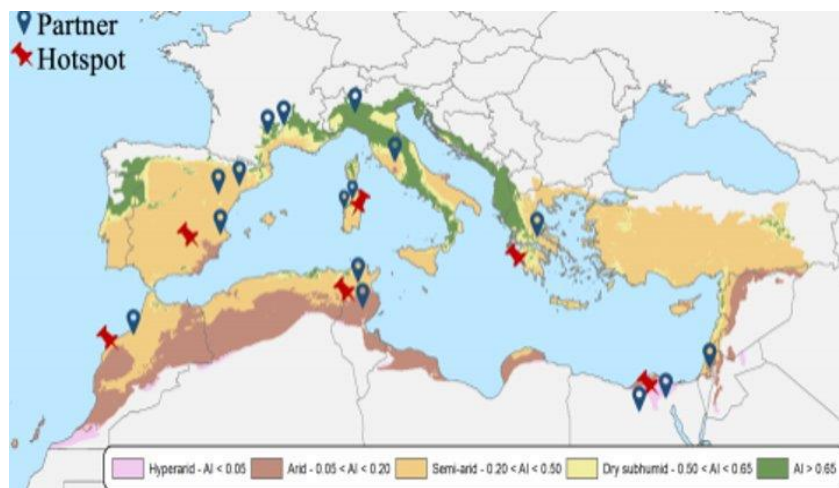 Partner
Hotspot
Hyperarid - AI < 0.05
Arid - 0.05 < AI < 0.20
Semi-arid - 0.20 < AI < 0.50
Dry subhumid - 0.50 < AI < 0.65
AI > 0.65